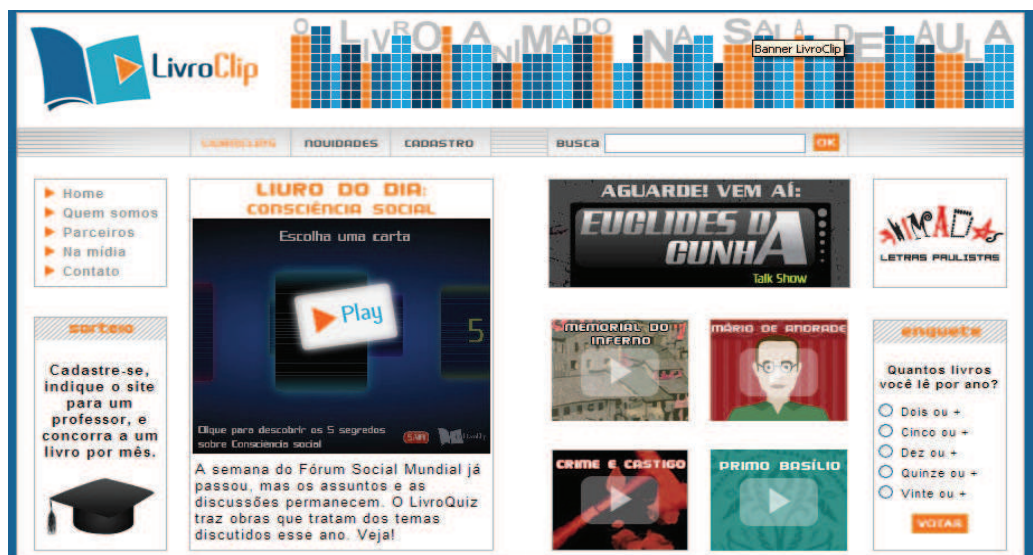 LivroClip
O LIVRO ANIMADO NA SALA DE AULA
Banner LivroClip
LIVROCLIPS
NOVIDADES
CADASTRO
BUSCA
OK
Home
Quem somos
Parceiros
Na mídia
Contato
LIVRO DO DIA:
CONSCIÊNCIA SOCIAL
Escolha uma carta
Play
5
Clique para descobrir os 5 segredos
sobre Consciência social
SAIR
LivroClip
A semana do Fórum Social Mundial já
passou, mas os assuntos e as
discussões permanecem. O LivroQuiz
traz obras que tratam dos temas
discutidos esse ano. Veja!
sorteio
Cadastre-se,
indique o site
para um
professor, e
concorra a um
livro por mês.
AGUARDE! VEM AÍ:
EUCLIDES DA
CUNHA
Talk Show
MEMORIAL DO
INFERNO
MÁRIO DE ANDRADE
CRIME E CASTIGO
PRIMO BASÍLIO
LETRAS PAULISTAS
enquete
Quantos livros
você lê por ano?
Dois ou +
Cinco ou +
Dez ou +
Quinze ou +
Vinte ou +
VOTAR